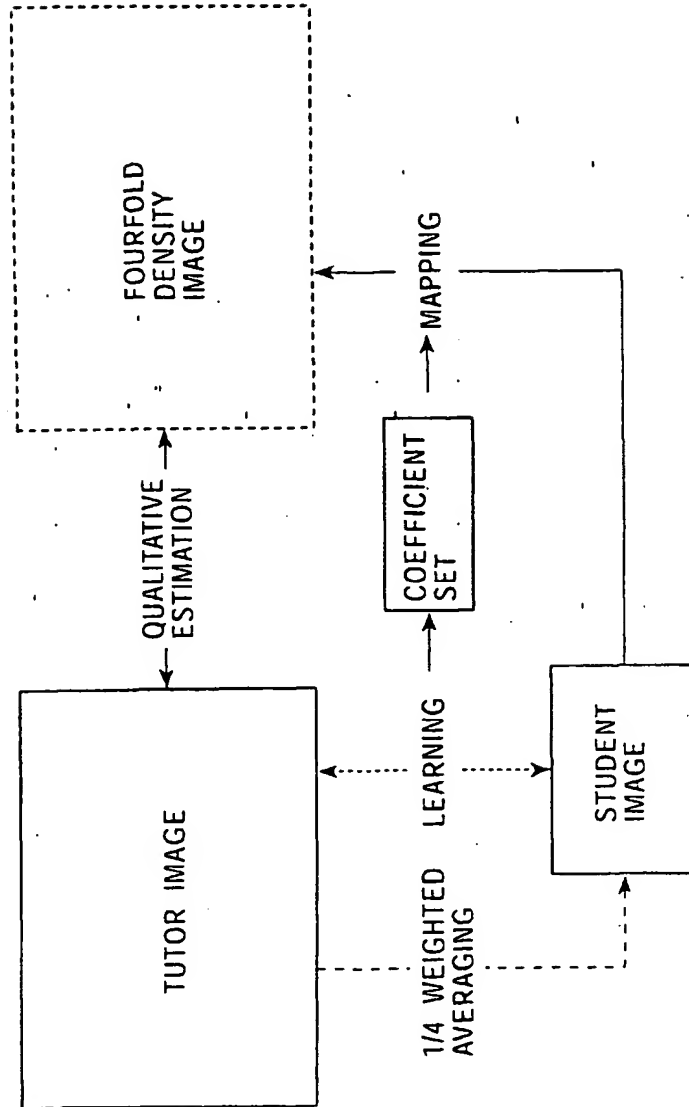 TUTOR IMAGE
QUALITATIVE
ESTIMATION
FOURFOLD
DENSITY
IMAGE
1/4 WEIGHTED
AVERAGING
LEARNING
COEFFICIENT
SET
MAPPING
STUDENT
IMAGE